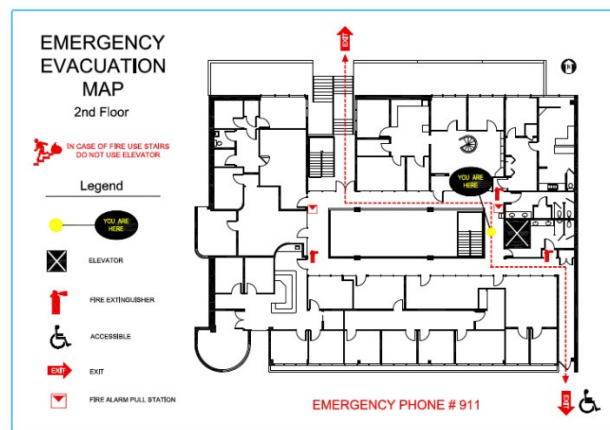 EMERGENCY
EVACUATION
MAP
2nd Floor
IN CASE OF FIRE USE STAIRS
DO NOT USE ELEVATOR
Legend
YOU ARE
HERE
ELEVATOR
FIRE EXTINGUISHER
ACCESSIBLE
EXIT
EXIT
FIRE ALARM PULL STATION
EXIT
YOU ARE
HERE
EXIT
EMERGENCY PHONE # 911